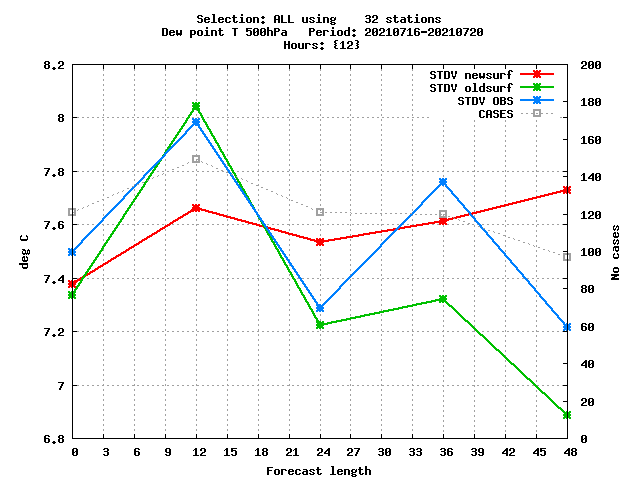 Selection: ALL using    32 stations
Dew point T 500hPa   Period: 20210716-20210720
Hours: {12}
STDV newsurf
STDV oldsurf
STDV OBS
CASES
8.2
8
7.8
7.6
7.4
7.2
7
6.8
deg C
200
180
160
140
120
100
80
60
40
20
0
No cases
0 3 6 9 12 15 18 21 24 27 30 33 36 39 42 45 48
Forecast length